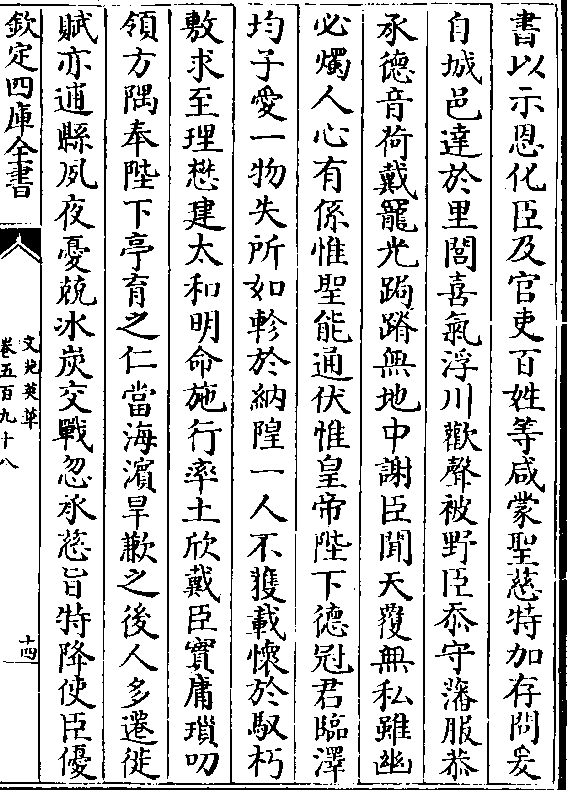 書以示恩化臣及官吏百姓等咸蒙聖慈特加存問爰
自城邑達於里閭喜氣浮川歡聲被野臣忝守藩服恭
承德音荷戴寵光跼蹐無地中謝臣聞天覆無私雖幽
必燭人心有係惟聖能通伏惟皇帝陛下德冠君臨澤
均子愛一物失所如軫於納隍一人不獲載懷於馭朽
敷求至理懋建太和明命施行率土欣戴臣實庸瑣叨
領方隅奉陛下亭育之仁當海濱旱歉之後人多遷徙
賦亦逋縣夙夜憂兢冰炭交戰忽承慈旨特降使臣優
欽定四庫全書
文苑英華
卷五百九十八
十四